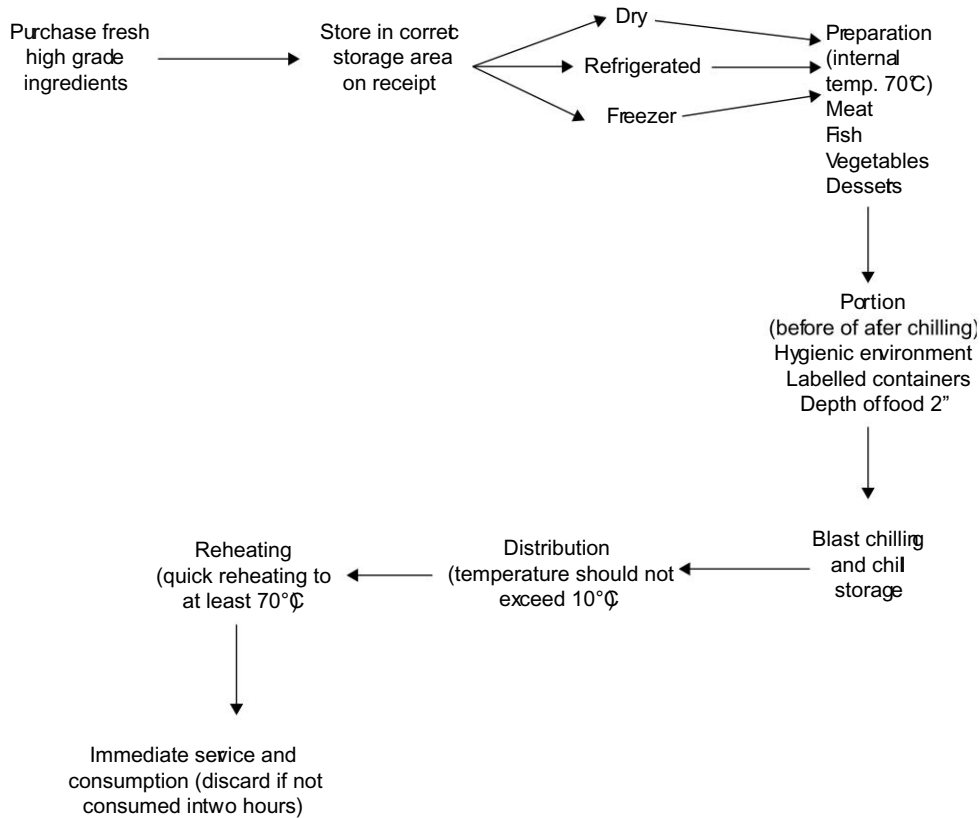 Purchase fresh
high grade
ingredients
Store in correct
storage area
on receipt
Dry
Refrigerated
Freezer
Preparation
(internal
temp. 70°C)
Meat
Fish
Vegetables
Dessets
Portion
(before of afer chilling)
Hygienic environment
Labelled containers
Depth of food 2”
Blast chilling
and chill
storage
Distribution
(temperature should not
exceed 10°C)
Reheating
(quick reheating to
at least 70°C)
Immediate service and
consumption (discard if not
consumed intwo hours)